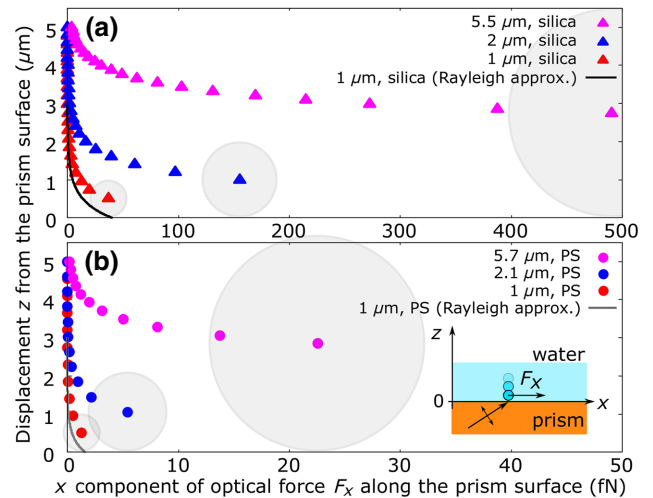 Displacement z from the prism surface (µm)
5
4
3
2
1
0
(a)
5.5 µm, silica
2 µm, silica
1 µm, silica
1 µm, silica (Rayleigh approx.)
0
100
200
300
400
500
5
4
3
2
1
0
(b)
5.7 µm, PS
2.1 µm, PS
1 µm, PS
1 µm, PS (Rayleigh approx.)
z
water
Fx
0
x
prism
0
10
20
30
40
50
x component of optical force Fx along the prism surface (fN)